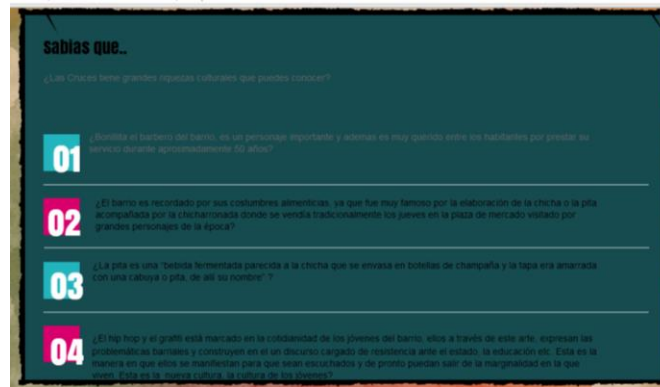 sabias que..
¿Las Cruces tiene grandes riquezas culturales que puedes conocer?
01
¿Bonillita el barbero del barrio, es un personaje importante y ademas es muy querido entre los habitantes por prestar su
servicio durante aproximadamente 50 años?
02
¿El barrio es recordado por sus costumbres alimenticias, ya que fue muy famoso por la elaboración de la chicha o la pita
acompañada por la chicharronada donde se vendía tradicionalmente los jueves en la plaza de mercado visitado por
grandes personajes de la época?
03
¿La pita es una "bebida fermentada parecida a la chicha que se envasa en botellas de champaña y la tapa era amarrada
con una cabuya o pita, de allí su nombre" ?
04
¿El hip hop y el grafiti está marcado en la cotidianidad de los jóvenes del barrio, ellos a través de este arte, expresan las
problemáticas barriales y construyen en el un discurso cargado de resistencia ante el estado, la educación etc. Esta es la
manera en que ellos se manifiestan para que sean escuchados y de pronto puedan salir de la marginalidad en la que
viven. Esta es la nueva cultura, la cultura de los jóvenes?